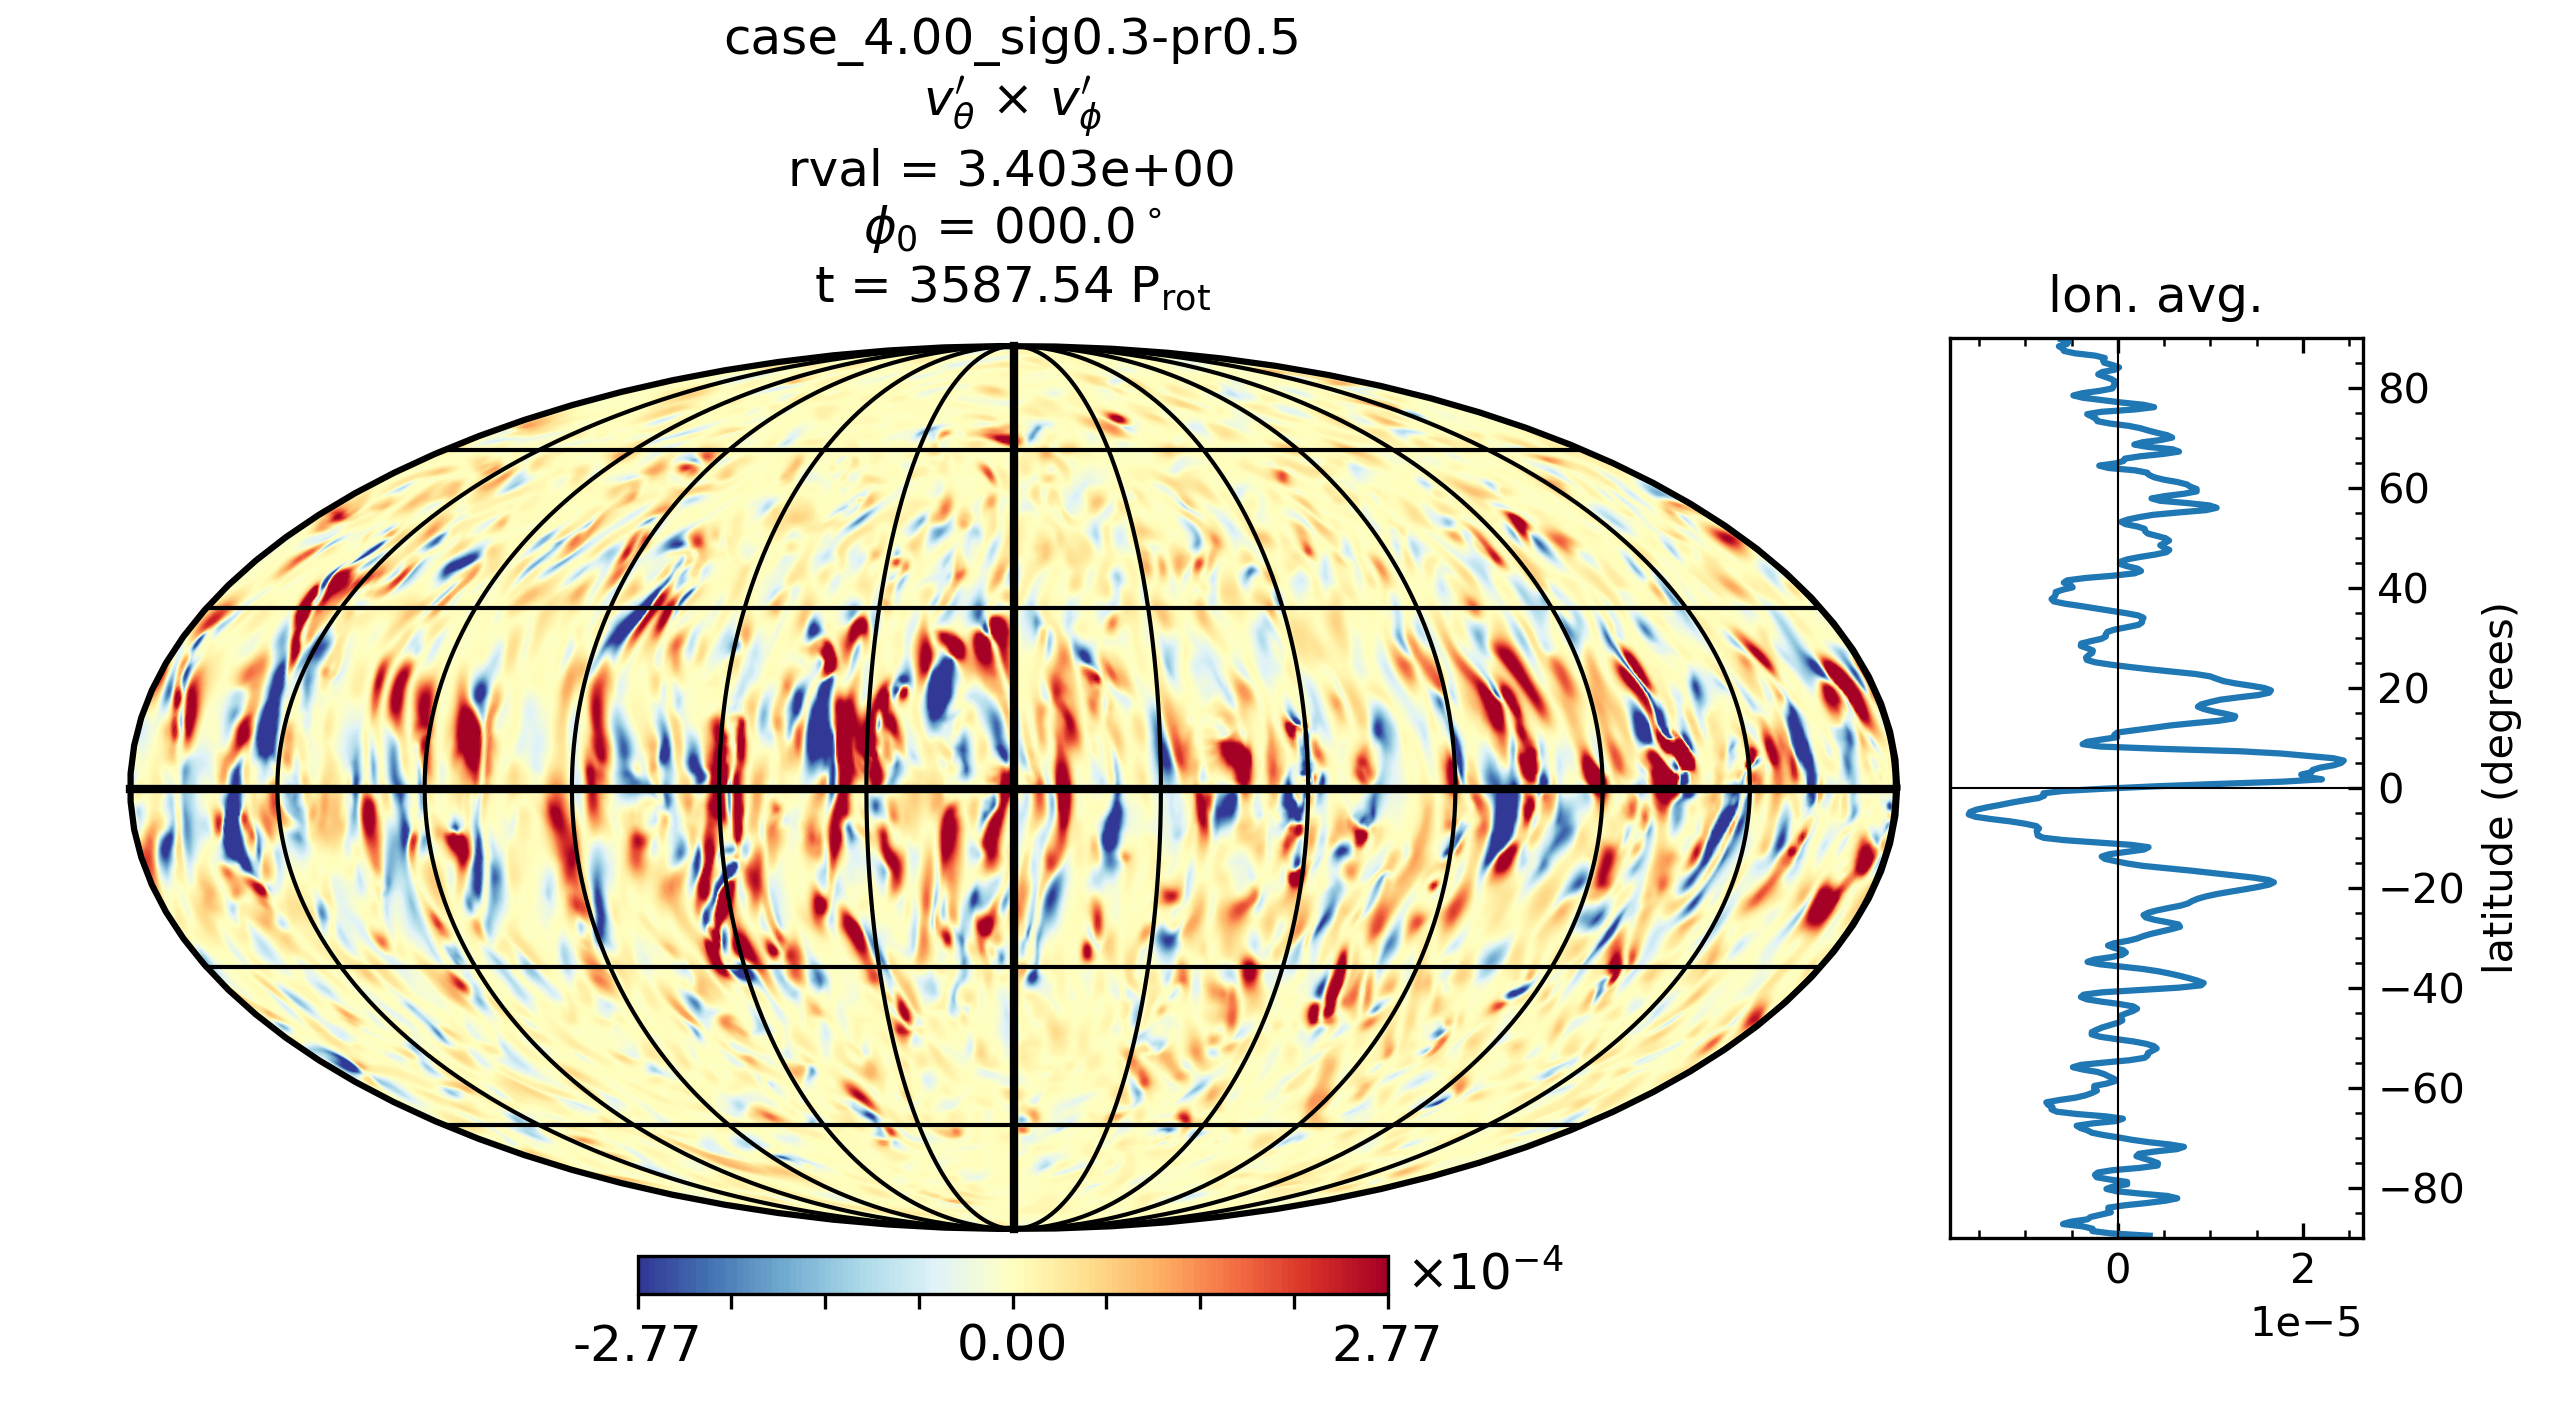 case_4.00_sig0.3-pr0.5
v′θ × v′ϕ
rval = 3.403e+00
ϕ₀ = 000.0°
t = 3587.54 P_rot
lon. avg.
80
60
40
20
0
−20
−40
−60
−80
latitude (degrees)
0 2
1e−5
×10⁻⁴
-2.77 0.00 2.77